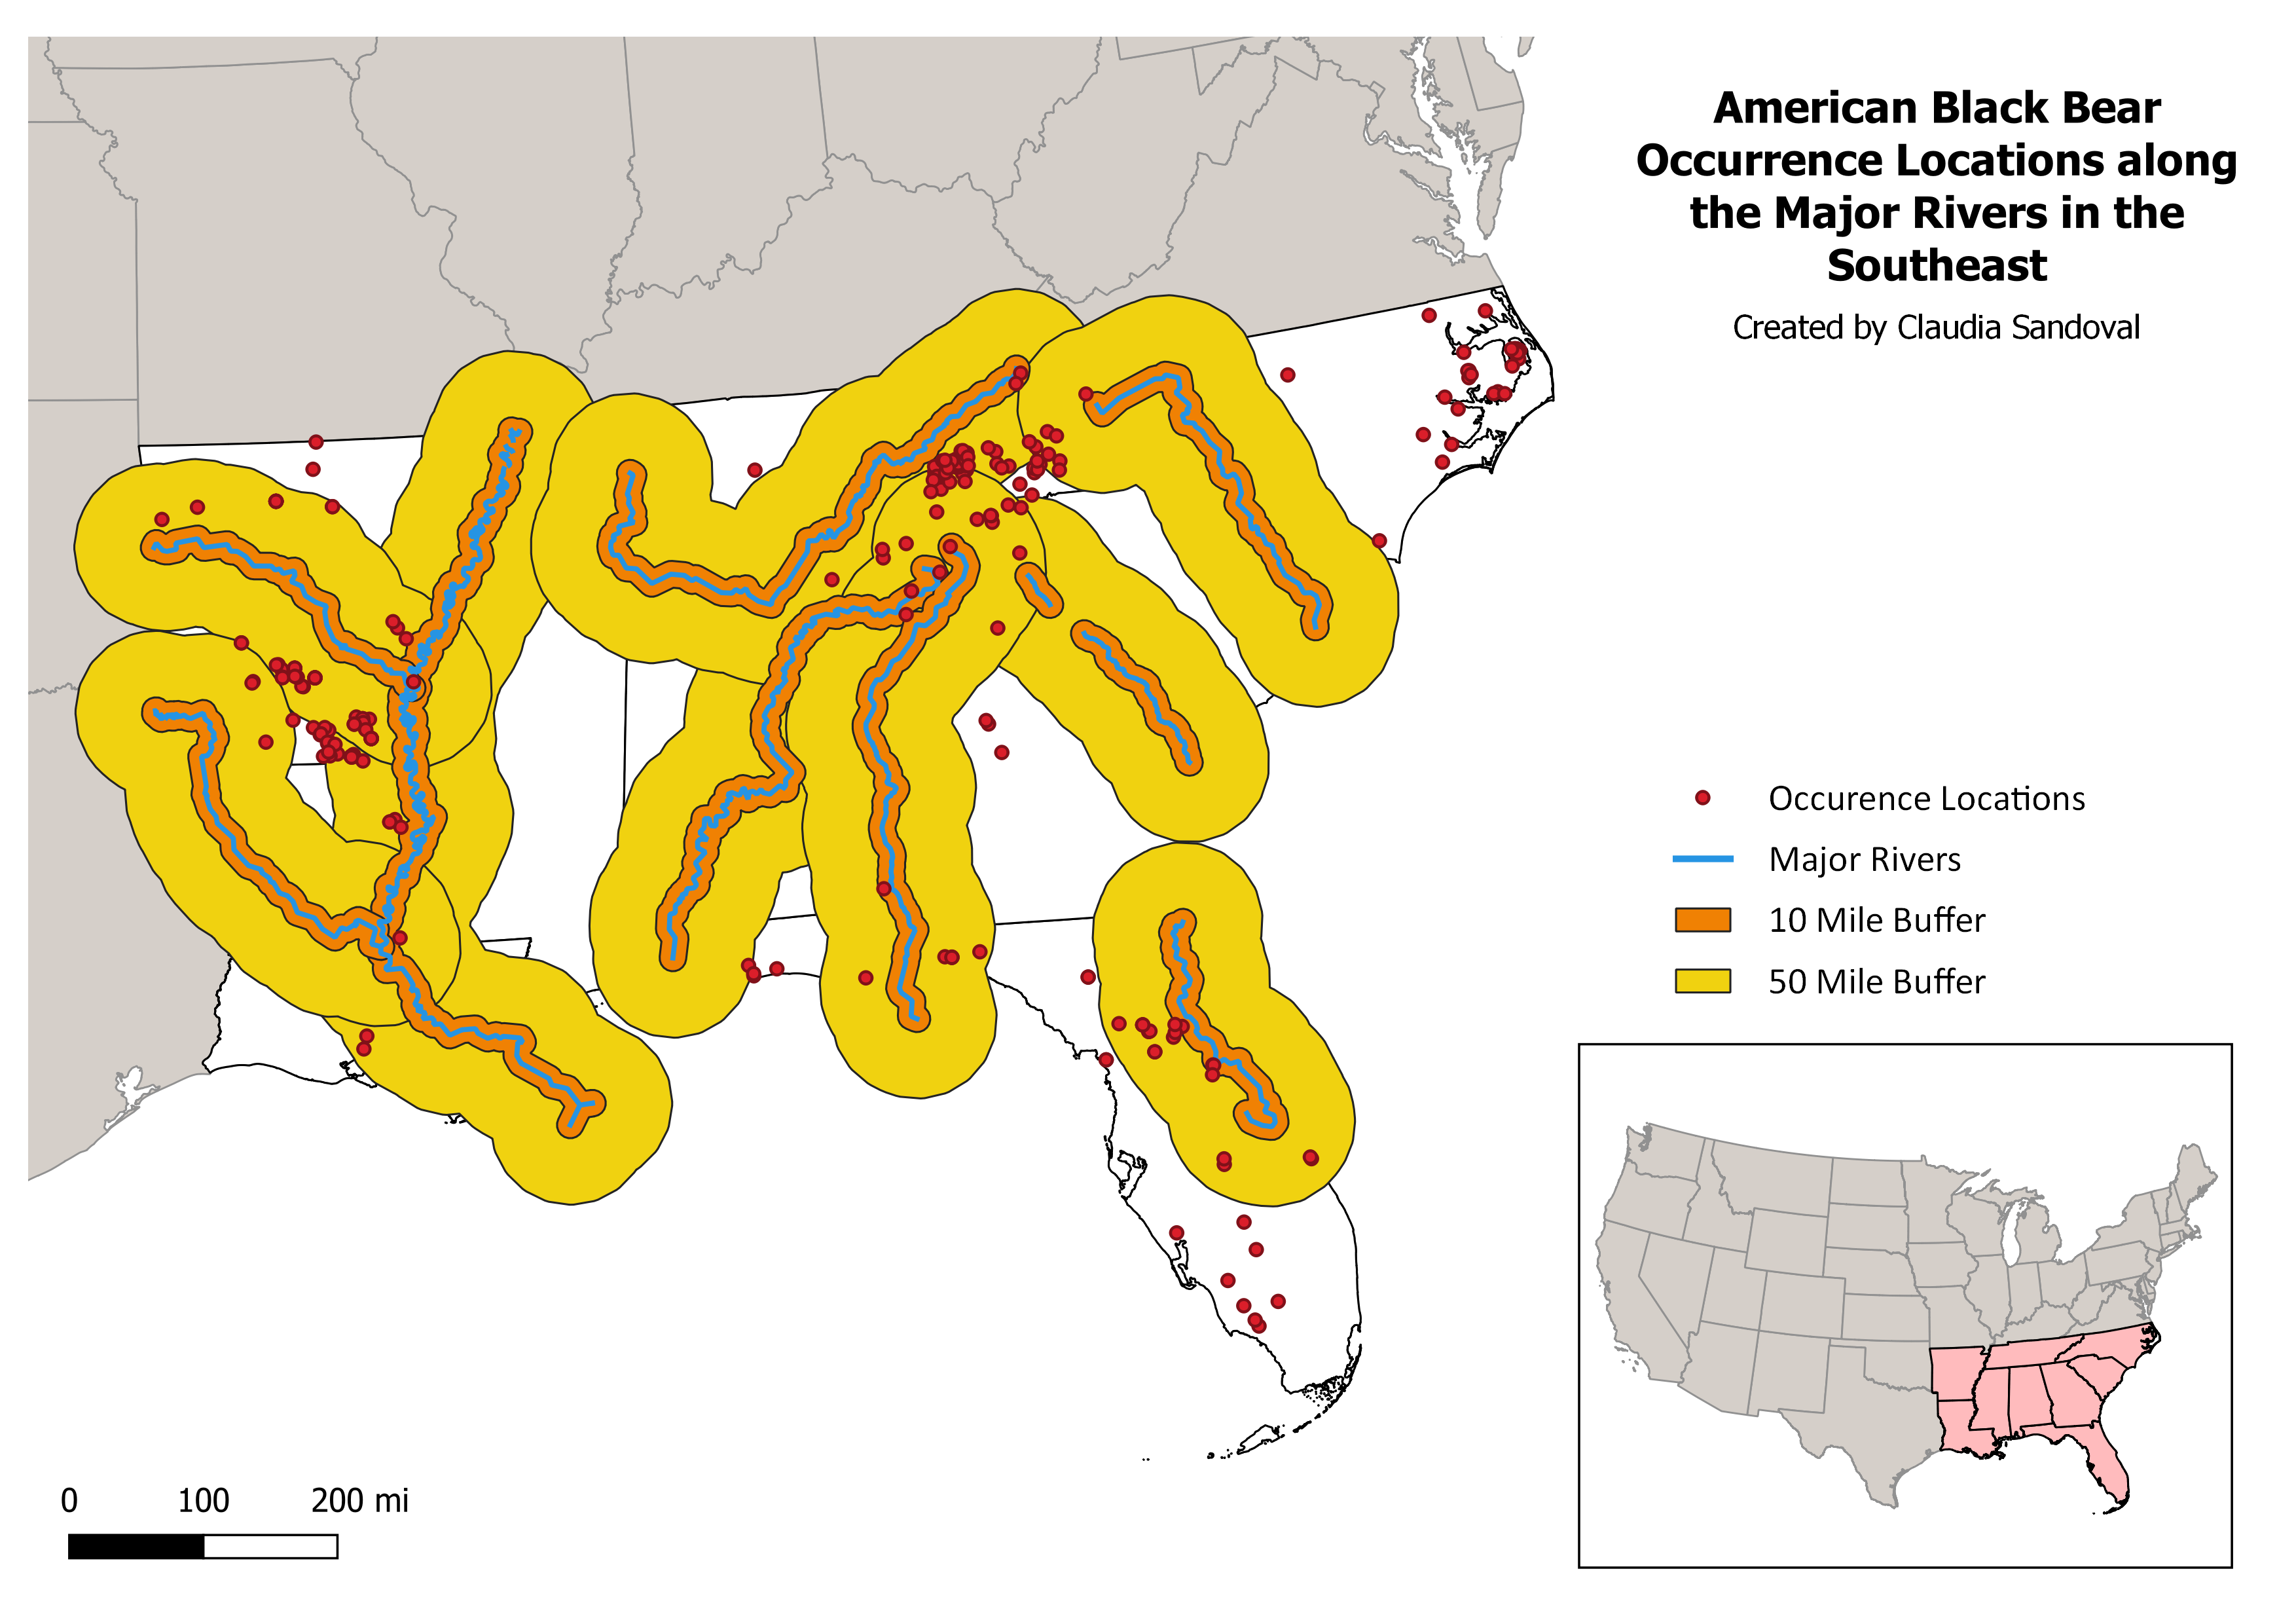 American Black Bear
Occurrence Locations along
the Major Rivers in the
Southeast
Created by Claudia Sandoval
Occurence Locations
Major Rivers
10 Mile Buffer
50 Mile Buffer
0 100 200 mi